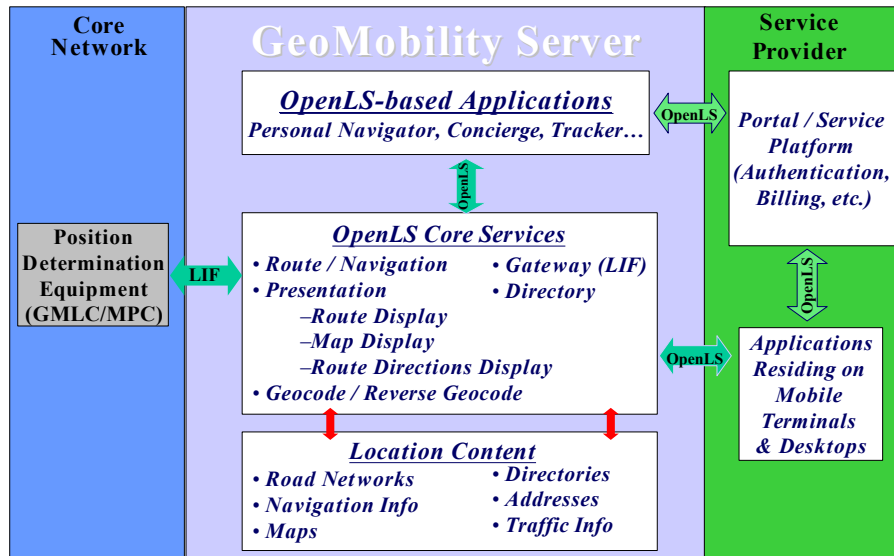 Core
Network
Position
Determination
Equipment
(GMLC/MPC)
LIF
GeoMobility Server
OpenLS-based Applications
Personal Navigator, Concierge, Tracker…
OpenLS
OpenLS Core Services
• Route / Navigation
• Presentation
–Route Display
–Map Display
–Route Directions Display
• Geocode / Reverse Geocode
• Gateway (LIF)
• Directory
Location Content
• Road Networks
• Navigation Info
• Maps
• Directories
• Addresses
• Traffic Info
OpenLS
OpenLS
Service
Provider
Portal / Service
Platform
(Authentication,
Billing, etc.)
OpenLS
Applications
Residing on
Mobile
Terminals
& Desktops